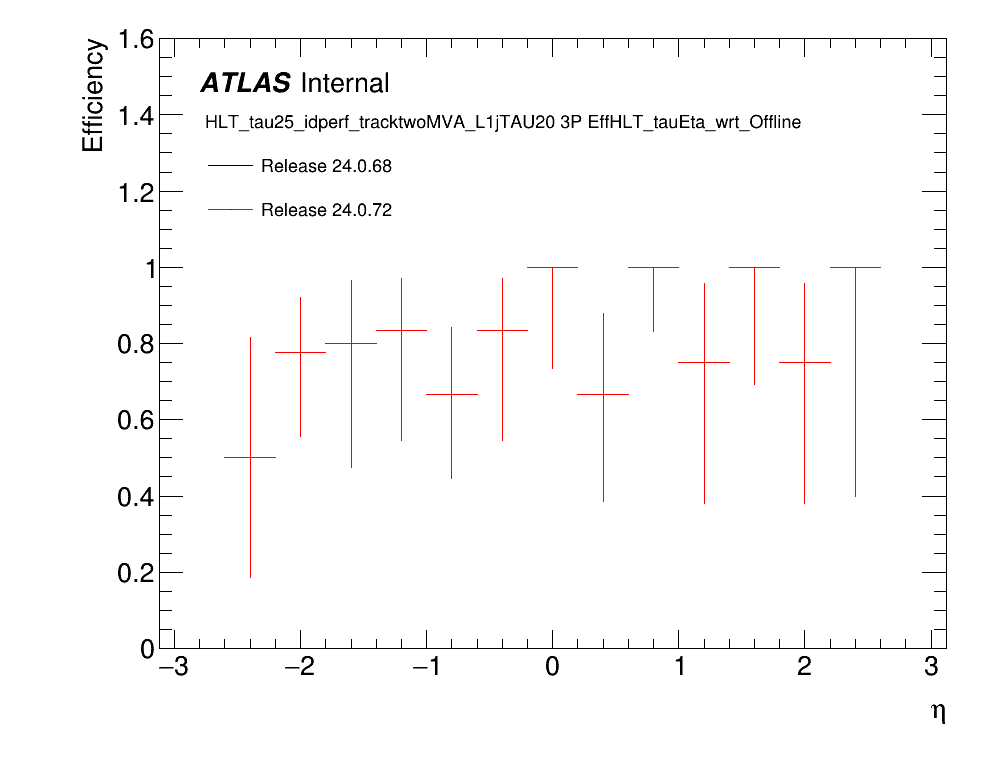 Efficiency
1.6
1.4
1.2
1
0.8
0.6
0.4
0.2
0
ATLAS Internal
HLT_tau25_idperf_tracktwoMVA_L1jTAU20 3P EffHLT_tauEta_wrt_Offline
Release 24.0.68
Release 24.0.72
−3 −2 −1 0 1 2 3
η